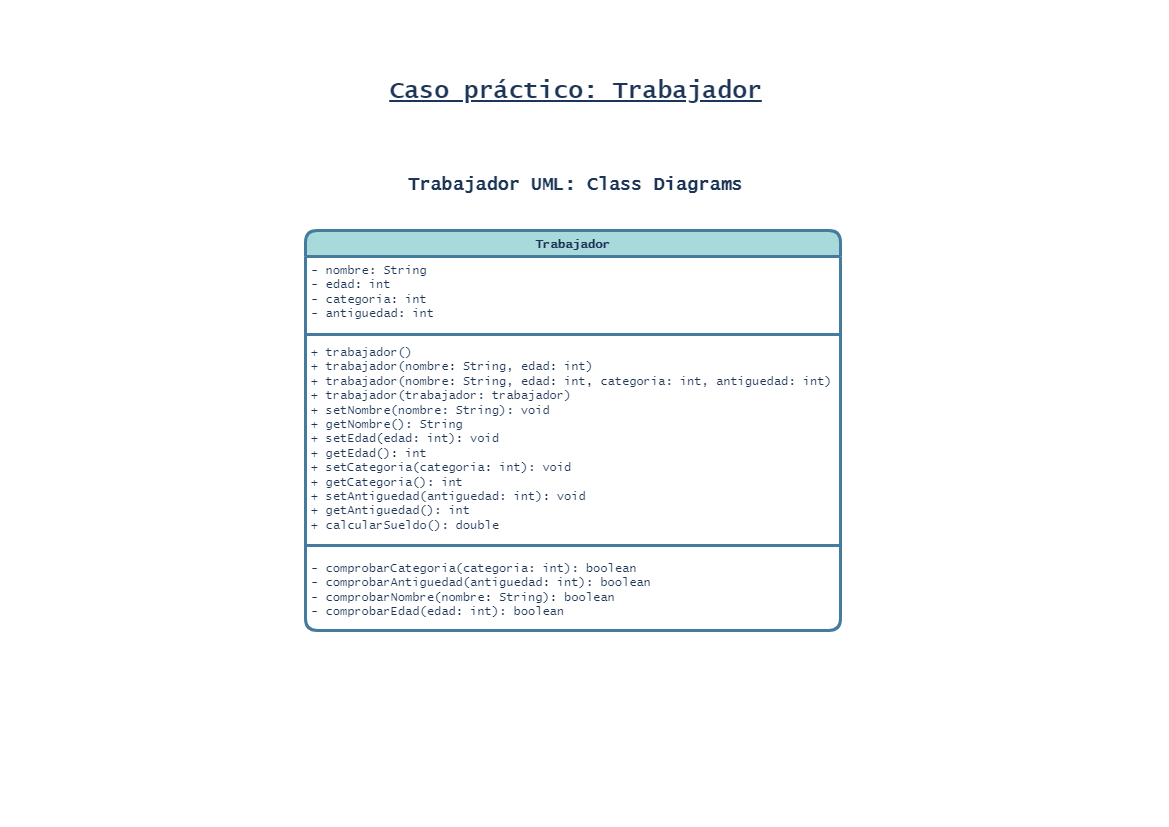 Caso práctico: Trabajador
Trabajador UML: Class Diagrams
Trabajador
- nombre: String
- edad: int
- categoria: int
- antiguedad: int
+ trabajador()
+ trabajador(nombre: String, edad: int)
+ trabajador(nombre: String, edad: int, categoria: int, antiguedad: int)
+ trabajador(trabajador: trabajador)
+ setNombre(nombre: String): void
+ getNombre(): String
+ setEdad(edad: int): void
+ getEdad(): int
+ setCategoria(categoria: int): void
+ getCategoria(): int
+ setAntiguedad(antiguedad: int): void
+ getAntiguedad(): int
+ calcularSueldo(): double
- comprobarCategoria(categoria: int): boolean
- comprobarAntiguedad(antiguedad: int): boolean
- comprobarNombre(nombre: String): boolean
- comprobarEdad(edad: int): boolean